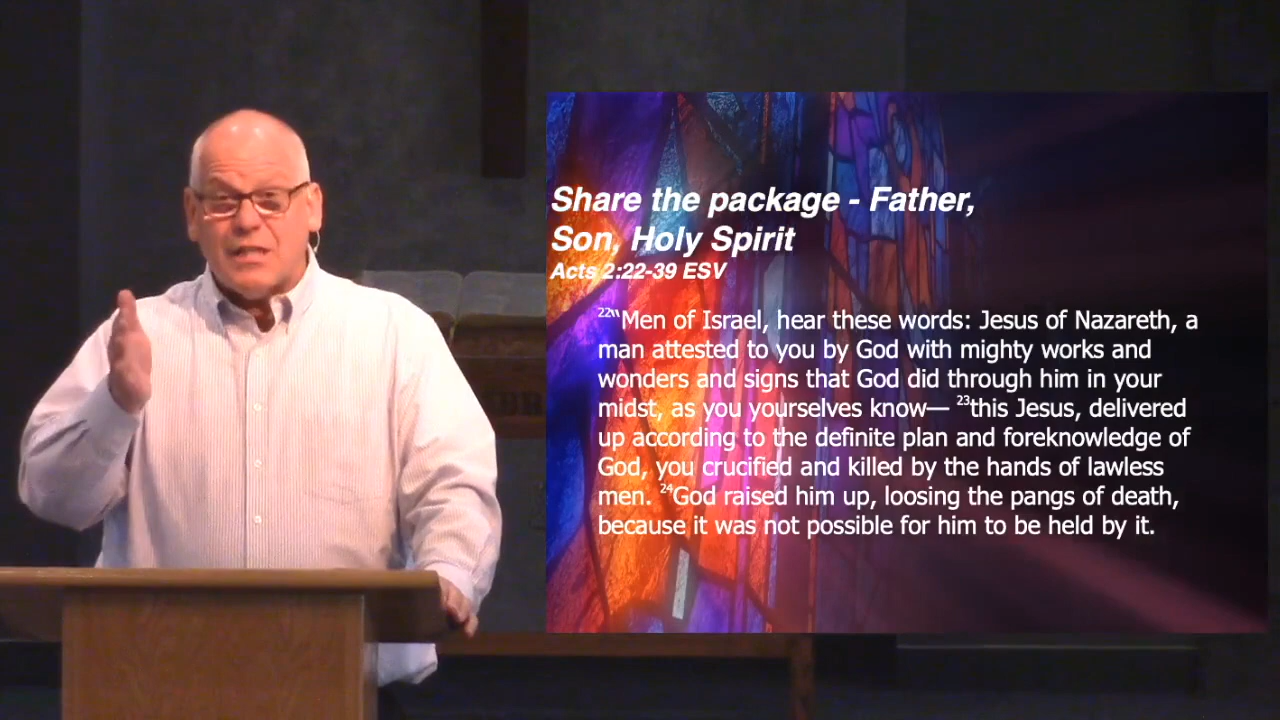 Share the package - Father,
Son, Holy Spirit
Acts 2:22-39 ESV
22“Men of Israel, hear these words: Jesus of Nazareth, a
man attested to you by God with mighty works and
wonders and signs that God did through him in your
midst, as you yourselves know— 23this Jesus, delivered
up according to the definite plan and foreknowledge of
God, you crucified and killed by the hands of lawless
men. 24God raised him up, loosing the pangs of death,
because it was not possible for him to be held by it.